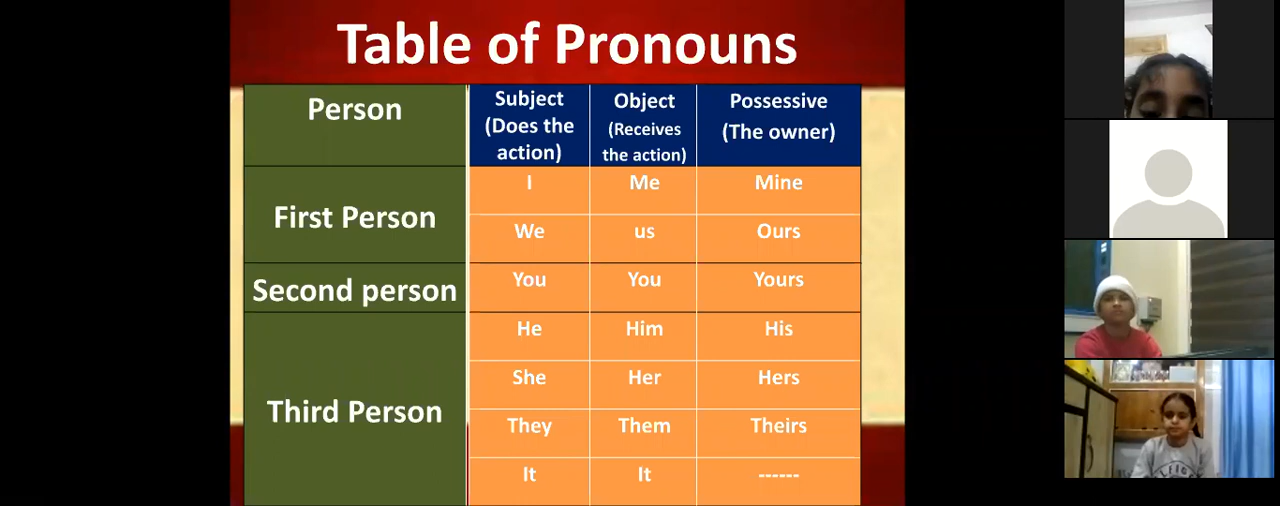 Table of Pronouns
Person
Subject
(Does the
action)
Object
(Receives
the action)
Possessive
(The owner)
First Person
I
Me
Mine
We
us
Ours
Second person
You
You
Yours
Third Person
He
Him
His
She
Her
Hers
They
Them
Theirs
It
It
------